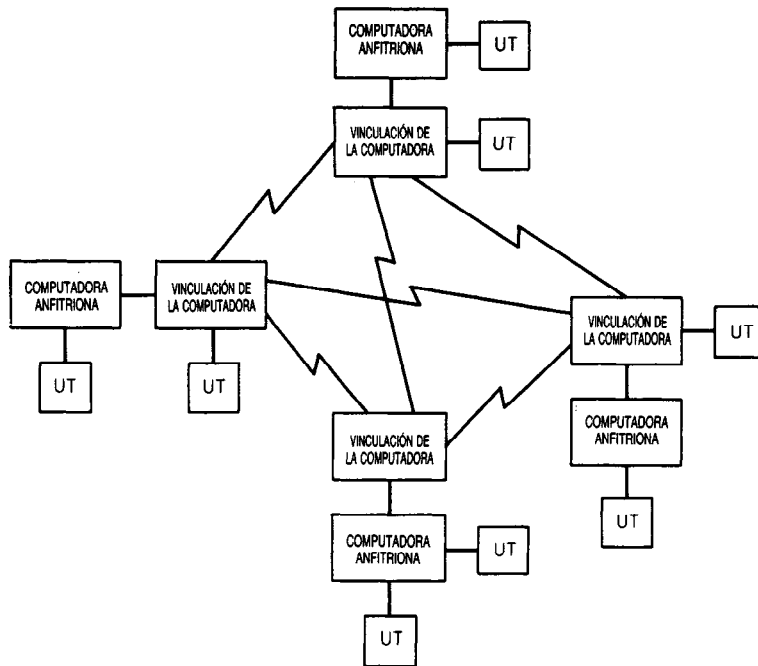 COMPUTADORA
ANFITRIONA
UT
VINCULACIÓN DE
LA COMPUTADORA
UT
COMPUTADORA
ANFITRIONA
VINCULACIÓN DE
LA COMPUTADORA
UT
UT
VINCULACIÓN DE
LA COMPUTADORA
UT
COMPUTADORA
ANFITRIONA
UT
VINCULACIÓN DE
LA COMPUTADORA
COMPUTADORA
ANFITRIONA
UT
UT